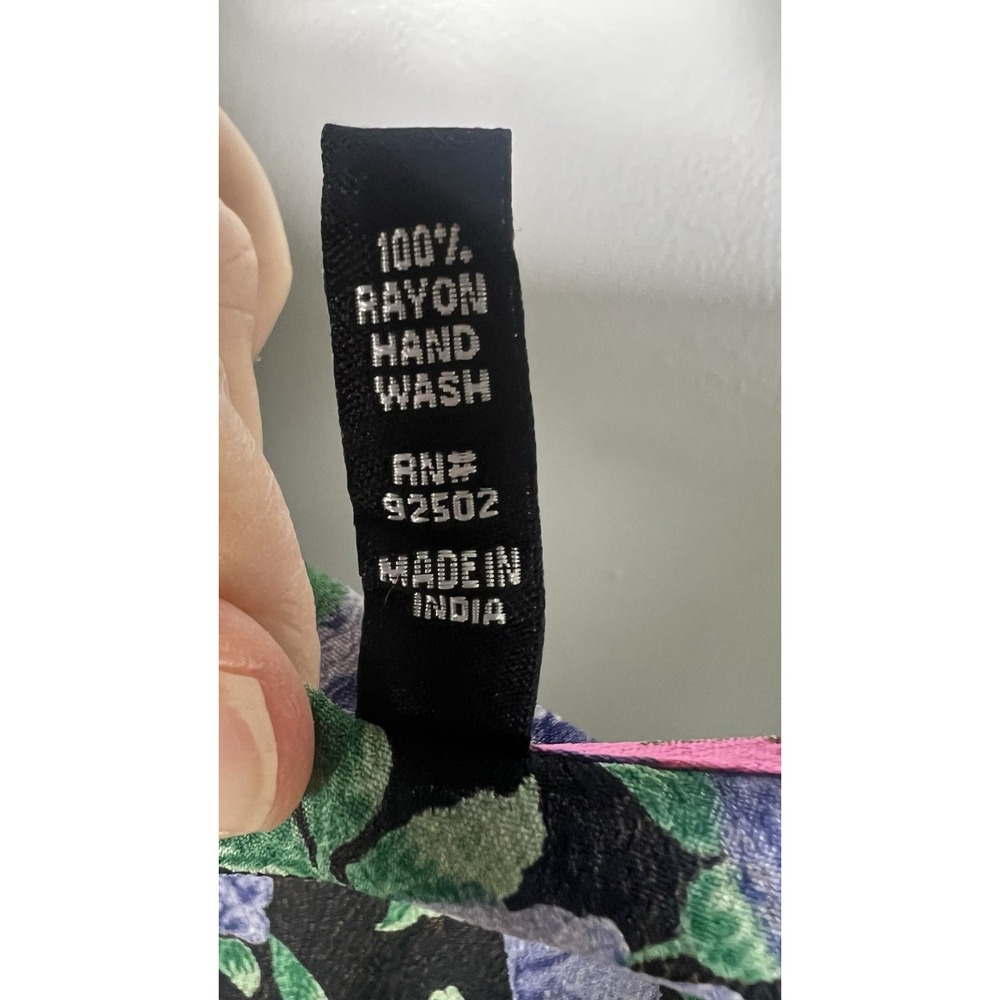 100%
RAYON
HAND
WASH
RN#
92502
MADE IN
INDIA